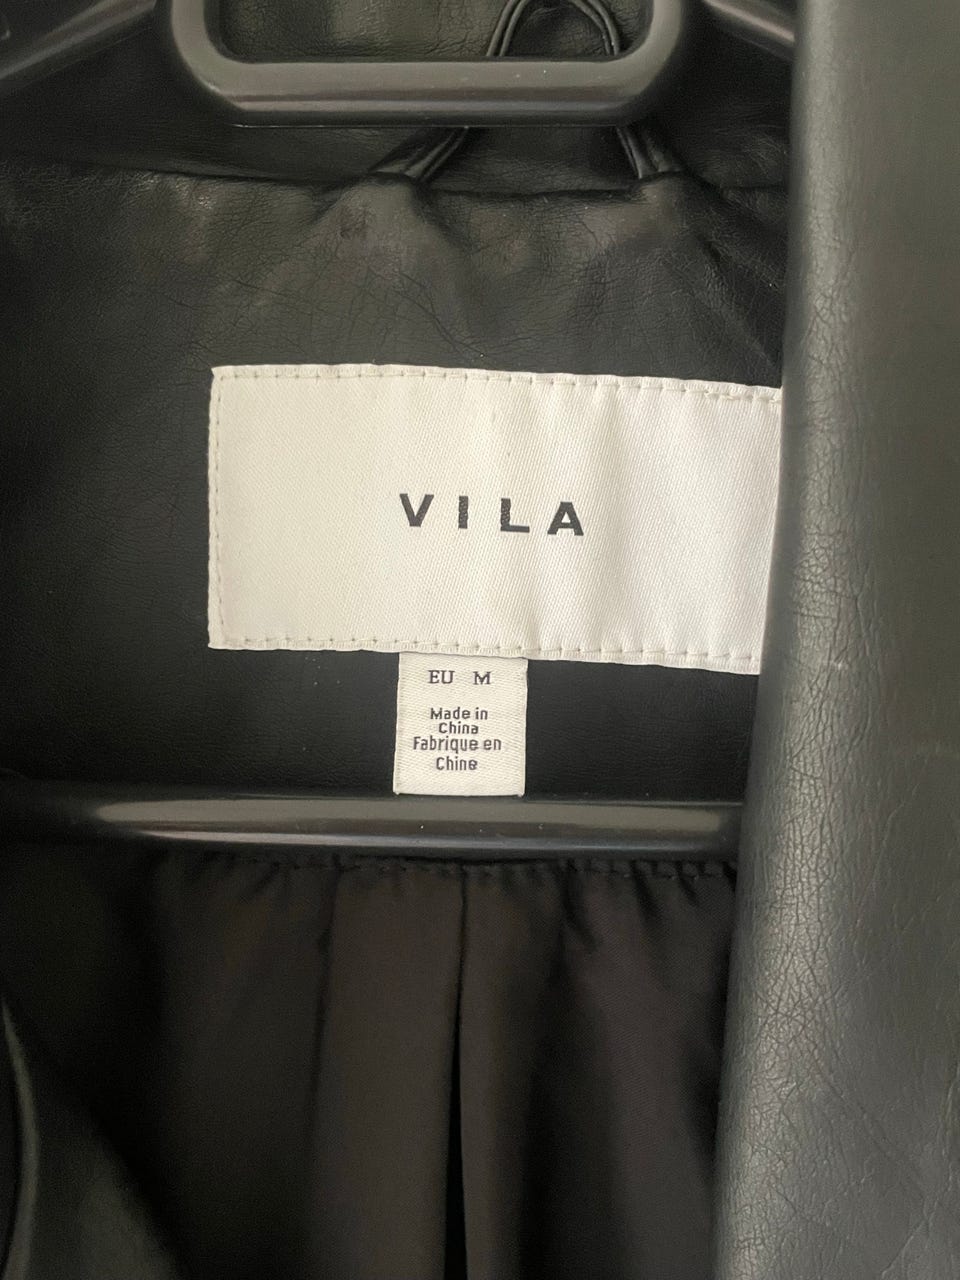 VILA
EU M
Made in
China
Fabrique en
Chine